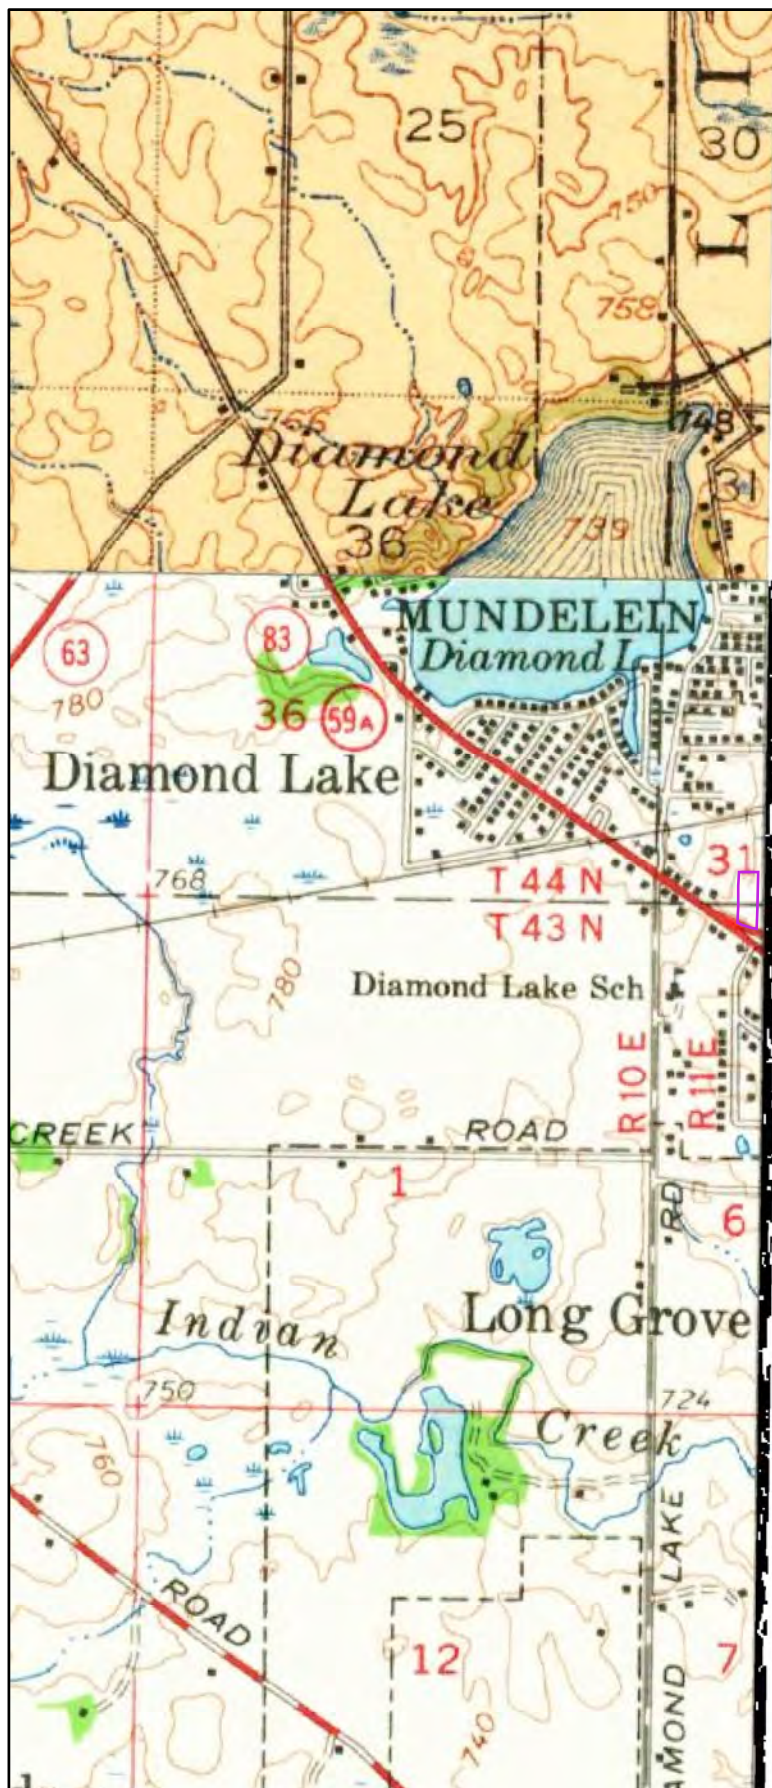 25
30
L I
750
758
766
748
Diamond
Lake
31
739
36
MUNDELEIN
83
63
Diamond L
780
36
59A
Diamond Lake
31
768
T 44 N
T 43 N
Diamond Lake Sch
780
R 10 E
R 11 E
CREEK
ROAD
1
RD
6
Indian
Long Grove
750
724
Creek
760
LAKE
ROAD
12
7
740
AMOND